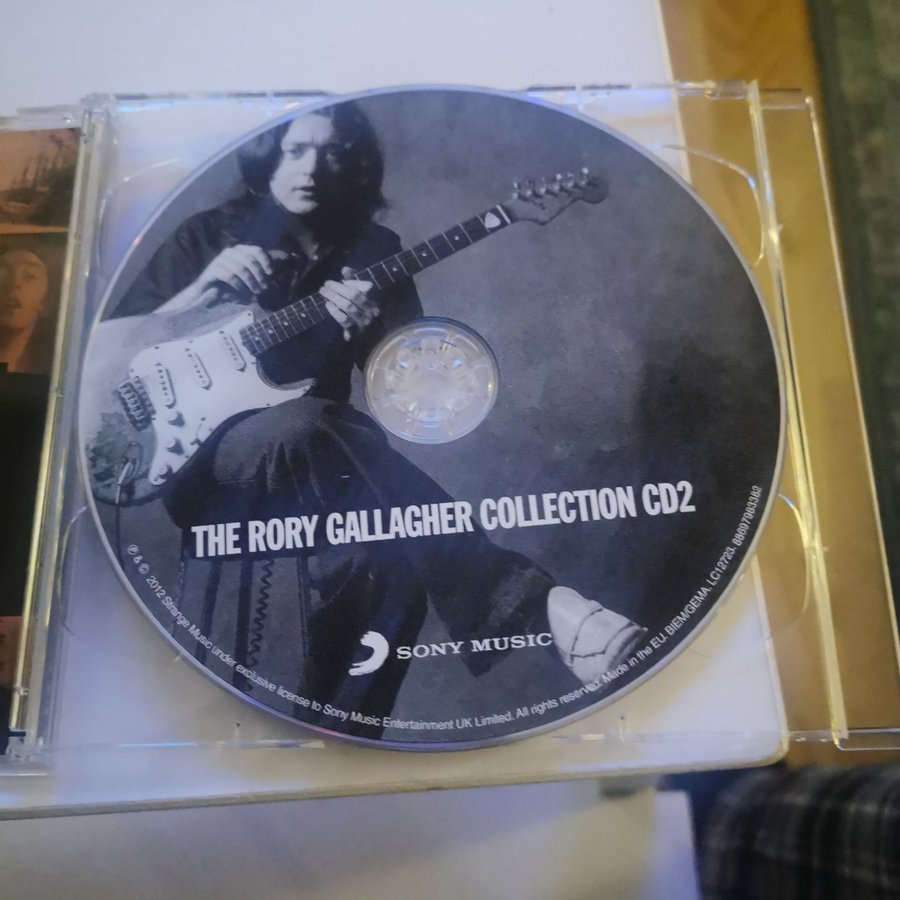 THE RORY GALLAGHER COLLECTION CD2
SONY MUSIC
℗ & © 2012 Strange Music under exclusive license to Sony Music Entertainment UK Limited. All rights reserved. Made in the EU. BIEM/GEMA. LC12723. 88697983382